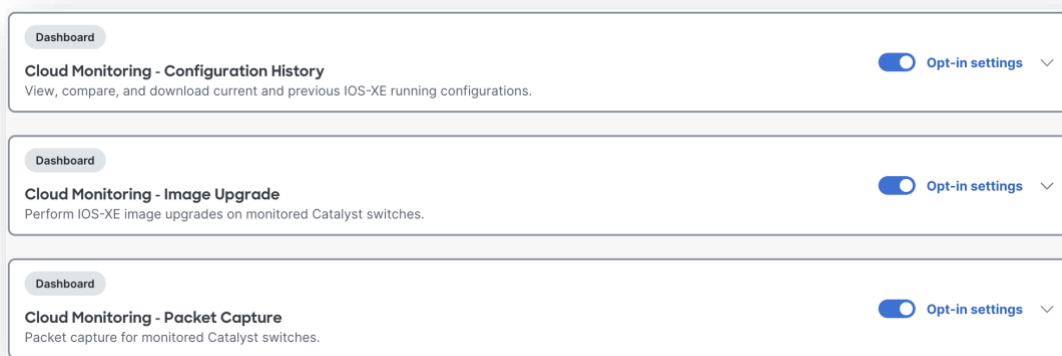 Dashboard
Cloud Monitoring - Configuration History
View, compare, and download current and previous IOS-XE running configurations.
Opt-in settings
Dashboard
Cloud Monitoring - Image Upgrade
Perform IOS-XE image upgrades on monitored Catalyst switches.
Opt-in settings
Dashboard
Cloud Monitoring - Packet Capture
Packet capture for monitored Catalyst switches.
Opt-in settings